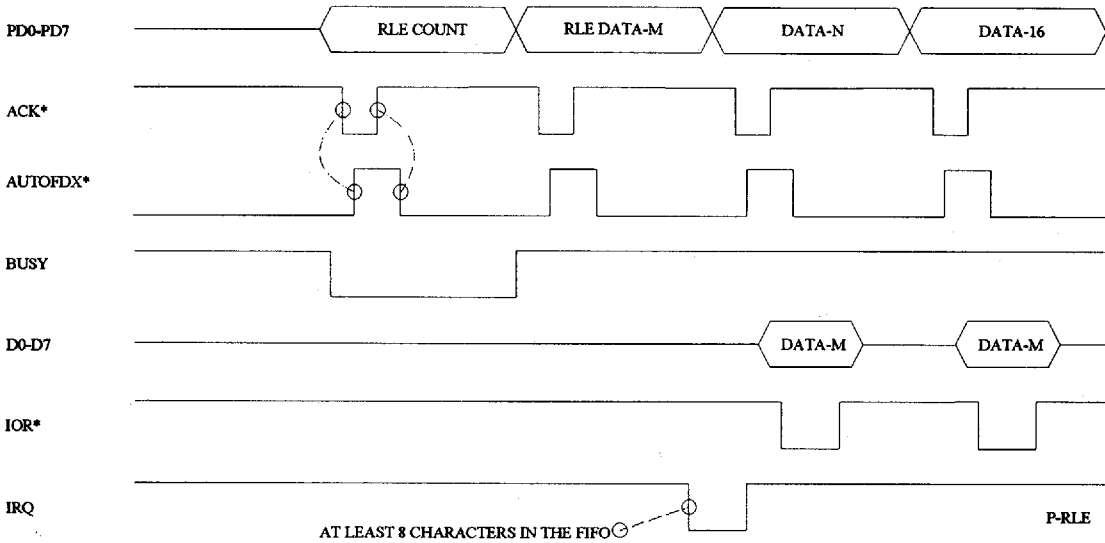 PD0-PD7 RLE COUNT RLE DATA-M DATA-N DATA-16
ACK*
AUTOFDX*
BUSY
D0-D7 DATA-M DATA-M
IOR*
IRQ
AT LEAST 8 CHARACTERS IN THE FIFO
P-RLE